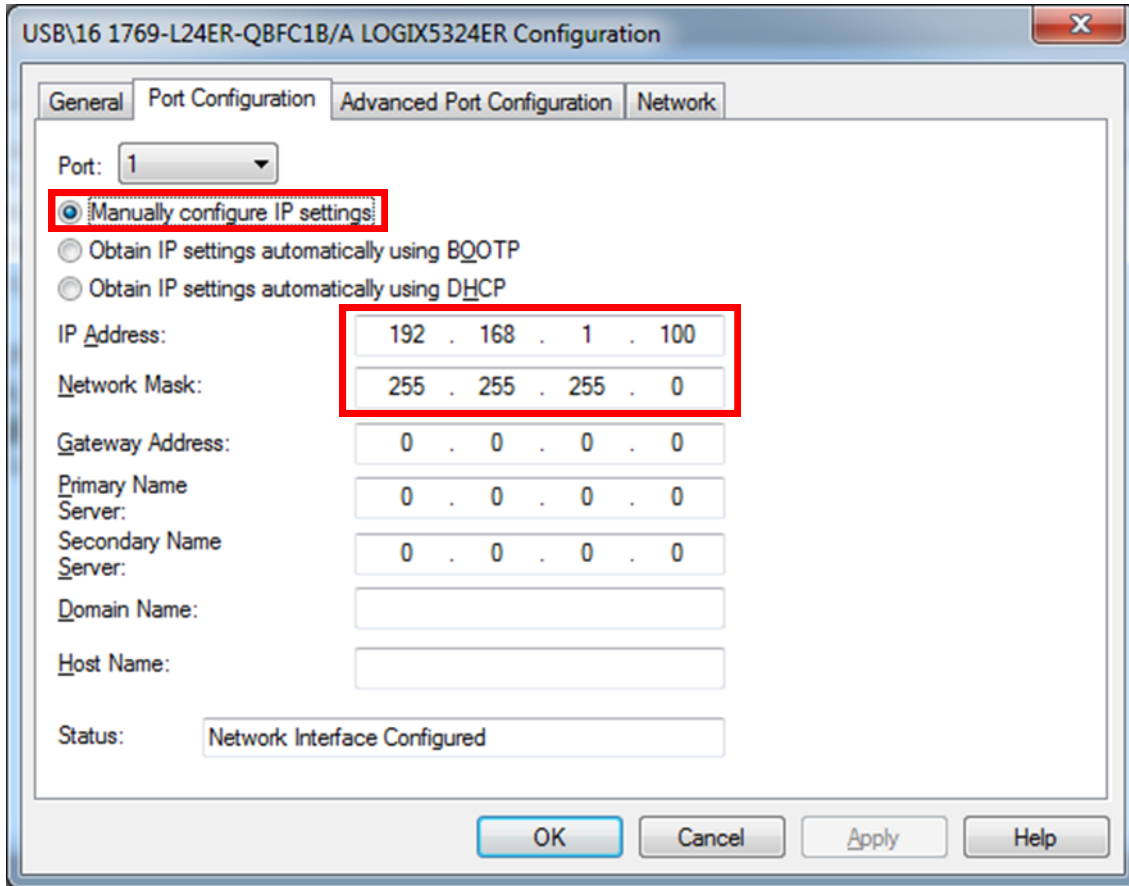 USB\16 1769-L24ER-QBFC1B/A LOGIX5324ER Configuration
General Port Configuration Advanced Port Configuration Network
Port: 1
Manually configure IP settings
Obtain IP settings automatically using BOOTP
Obtain IP settings automatically using DHCP
IP Address: 192 . 168 . 1 . 100
Network Mask: 255 . 255 . 255 . 0
Gateway Address: 0 . 0 . 0 . 0
Primary Name
Server: 0 . 0 . 0 . 0
Secondary Name
Server: 0 . 0 . 0 . 0
Domain Name:
Host Name:
Status: Network Interface Configured
OK Cancel Apply Help